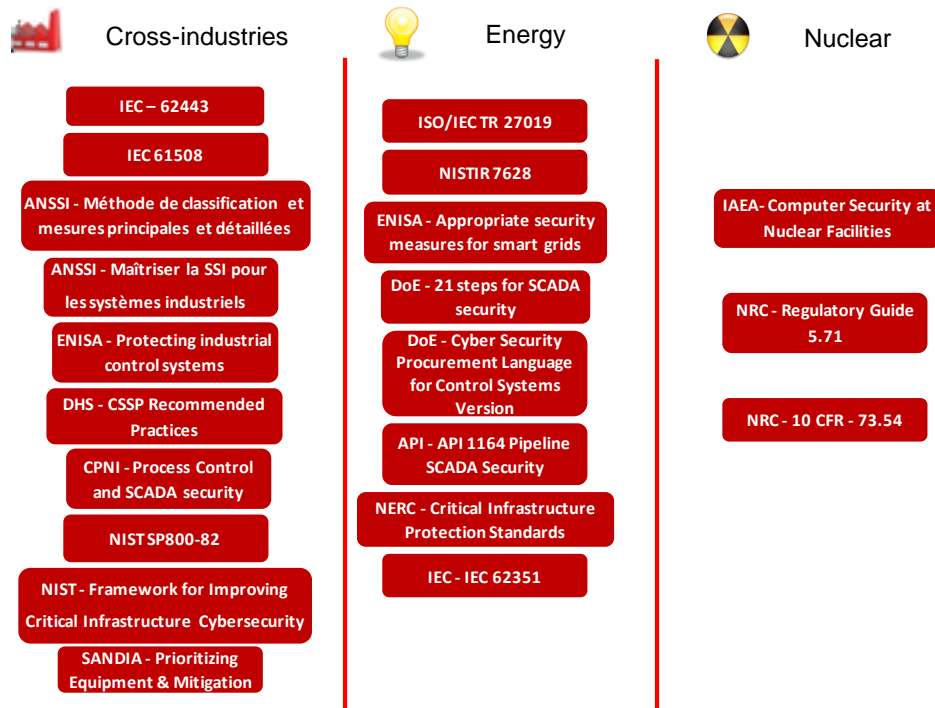 Cross-industries
IEC – 62443
IEC 61508
ANSSI - Méthode de classification et
mesures principales et détaillées
ANSSI - Maîtriser la SSI pour
les systèmes industriels
ENISA - Protecting industrial
control systems
DHS - CSSP Recommended
Practices
CPNI - Process Control
and SCADA security
NIST SP800-82
NIST - Framework for Improving
Critical Infrastructure Cybersecurity
SANDIA - Prioritizing
Equipment & Mitigation
Energy
ISO/IEC TR 27019
NISTIR 7628
ENISA - Appropriate security
measures for smart grids
DoE - 21 steps for SCADA
security
DoE - Cyber Security
Procurement Language
for Control Systems
Version
API - API 1164 Pipeline
SCADA Security
NERC - Critical Infrastructure
Protection Standards
IEC - IEC 62351
Nuclear
IAEA- Computer Security at
Nuclear Facilities
NRC - Regulatory Guide
5.71
NRC - 10 CFR - 73.54